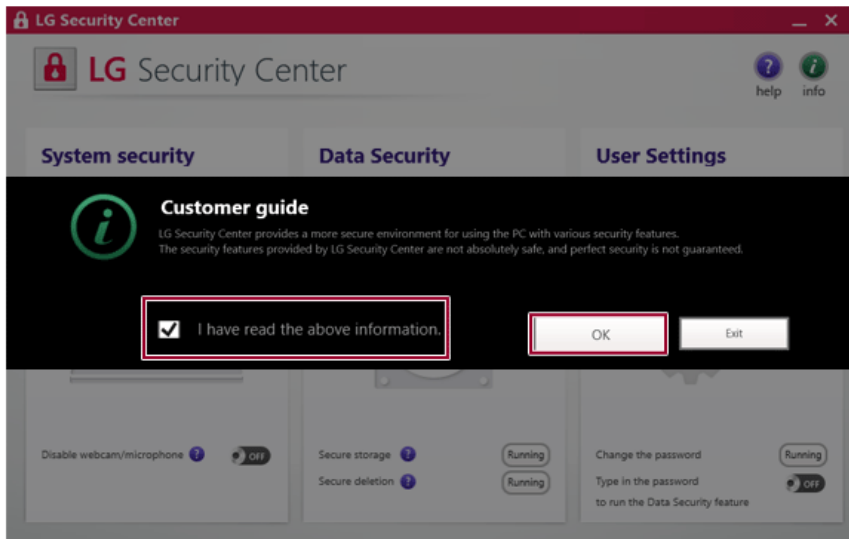 LG Security Center
LG Security Center
help
info
System security
Data Security
User Settings
Customer guide
LG Security Center provides a more secure environment for using the PC with various security features.
The security features provided by LG Security Center are not absolutely safe, and perfect security is not guaranteed.
I have read the above information.
OK
Exit
Disable webcam/microphone ?
OFF
Secure storage ?
Running
Secure deletion ?
Running
Change the password
Running
Type in the password
OFF
to run the Data Security feature